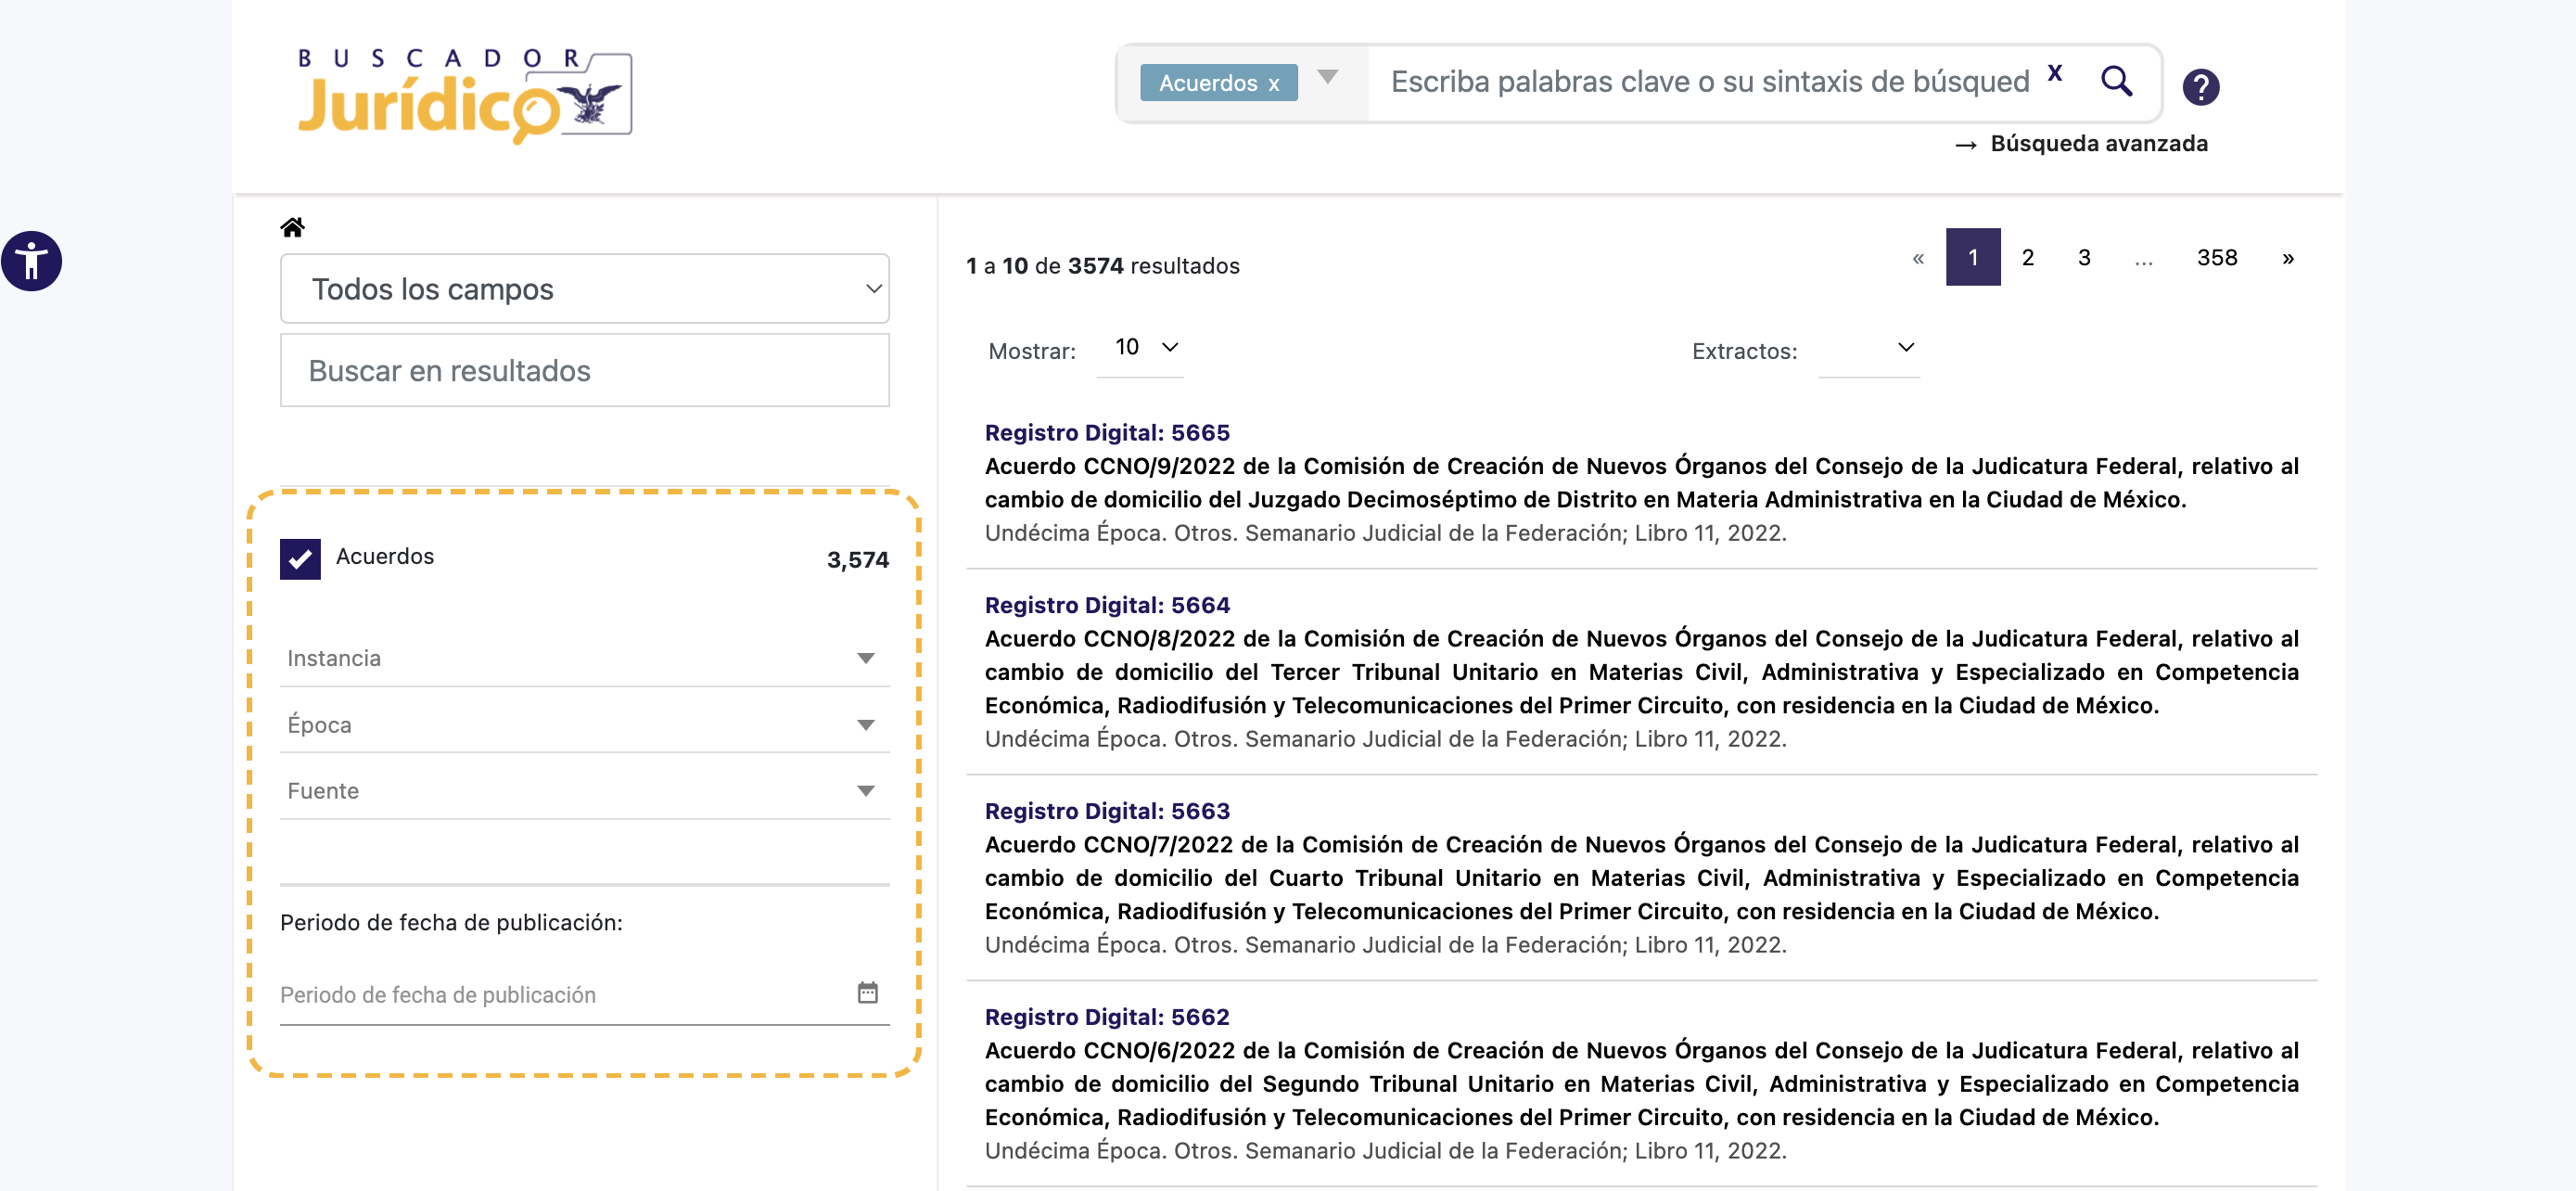 BUSCADOR
Jurídico
Acuerdos x
Escriba palabras clave o su sintaxis de búsqued
x
?
→ Búsqueda avanzada
Todos los campos
Buscar en resultados
Acuerdos 3,574
Instancia
Época
Fuente
Periodo de fecha de publicación:
Periodo de fecha de publicación
1 a 10 de 3574 resultados
« 1 2 3 ... 358 »
Mostrar: 10
Extractos:
Registro Digital: 5665
Acuerdo CCNO/9/2022 de la Comisión de Creación de Nuevos Órganos del Consejo de la Judicatura Federal, relativo al
cambio de domicilio del Juzgado Decimoséptimo de Distrito en Materia Administrativa en la Ciudad de México.
Undécima Época. Otros. Semanario Judicial de la Federación; Libro 11, 2022.
Registro Digital: 5664
Acuerdo CCNO/8/2022 de la Comisión de Creación de Nuevos Órganos del Consejo de la Judicatura Federal, relativo al
cambio de domicilio del Tercer Tribunal Unitario en Materias Civil, Administrativa y Especializado en Competencia
Económica, Radiodifusión y Telecomunicaciones del Primer Circuito, con residencia en la Ciudad de México.
Undécima Época. Otros. Semanario Judicial de la Federación; Libro 11, 2022.
Registro Digital: 5663
Acuerdo CCNO/7/2022 de la Comisión de Creación de Nuevos Órganos del Consejo de la Judicatura Federal, relativo al
cambio de domicilio del Cuarto Tribunal Unitario en Materias Civil, Administrativa y Especializado en Competencia
Económica, Radiodifusión y Telecomunicaciones del Primer Circuito, con residencia en la Ciudad de México.
Undécima Época. Otros. Semanario Judicial de la Federación; Libro 11, 2022.
Registro Digital: 5662
Acuerdo CCNO/6/2022 de la Comisión de Creación de Nuevos Órganos del Consejo de la Judicatura Federal, relativo al
cambio de domicilio del Segundo Tribunal Unitario en Materias Civil, Administrativa y Especializado en Competencia
Económica, Radiodifusión y Telecomunicaciones del Primer Circuito, con residencia en la Ciudad de México.
Undécima Época. Otros. Semanario Judicial de la Federación; Libro 11, 2022.